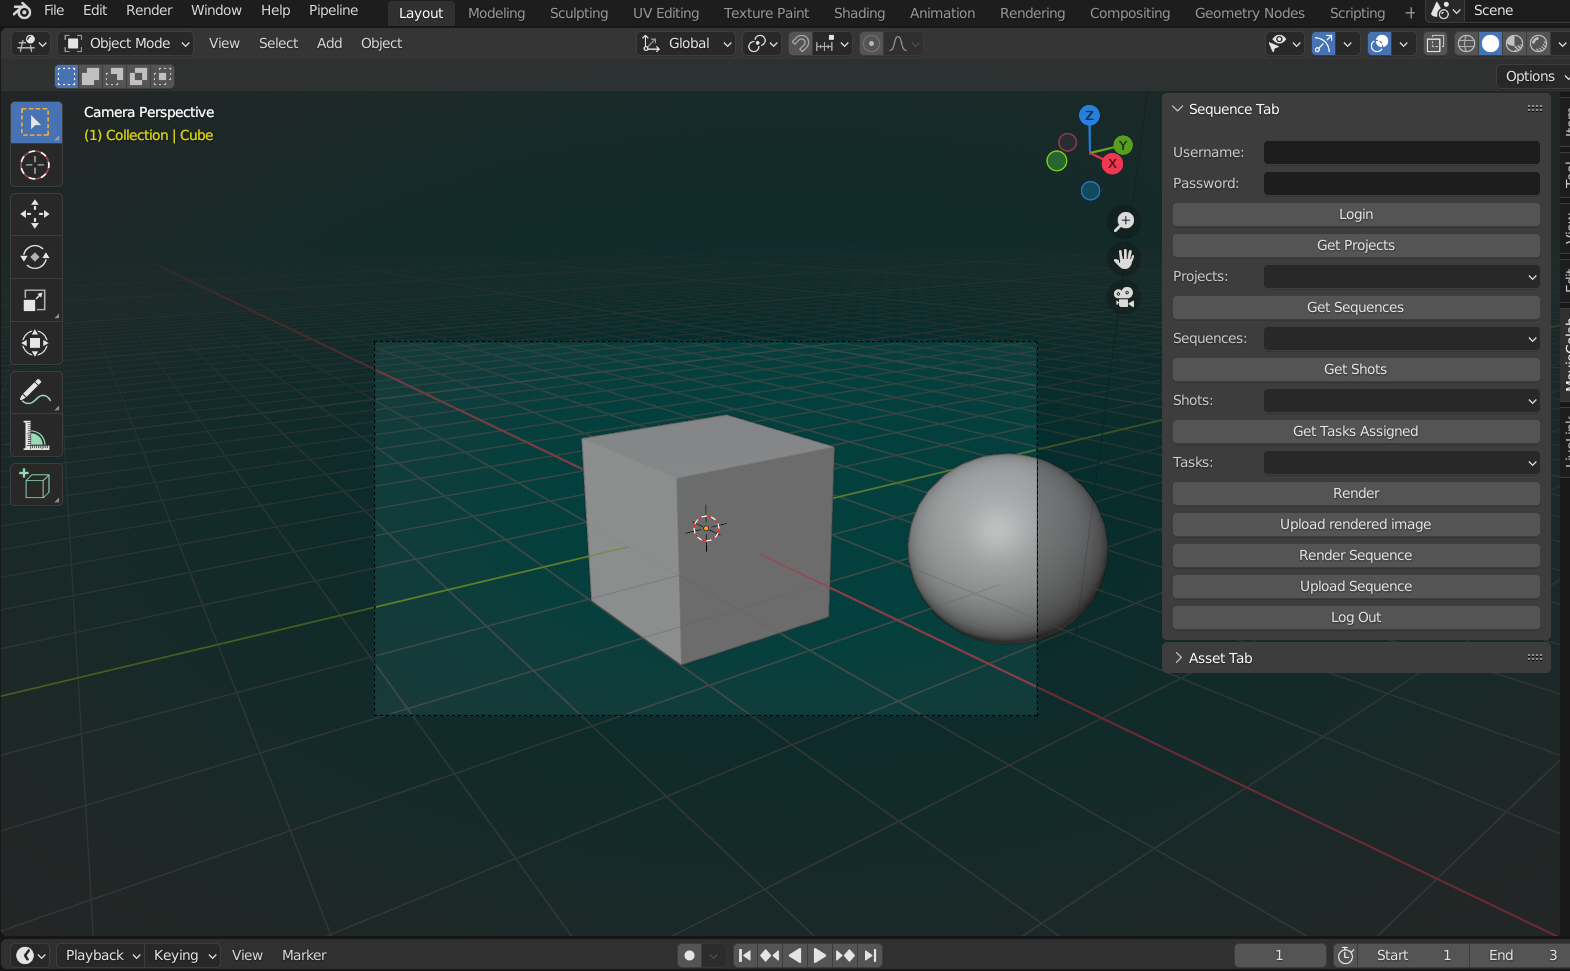 File Edit Render Window Help Pipeline Layout Modeling Sculpting UV Editing Texture Paint Shading Animation Rendering Compositing Geometry Nodes Scripting + Scene
Object Mode View Select Add Object Global
Options
Camera Perspective
(1) Collection | Cube
Z
Y
X
Sequence Tab
Username:
Password:
Login
Get Projects
Projects:
Get Sequences
Sequences:
Get Shots
Shots:
Get Tasks Assigned
Tasks:
Render
Upload rendered image
Render Sequence
Upload Sequence
Log Out
Asset Tab
Playback Keying View Marker 1 Start 1 End 3